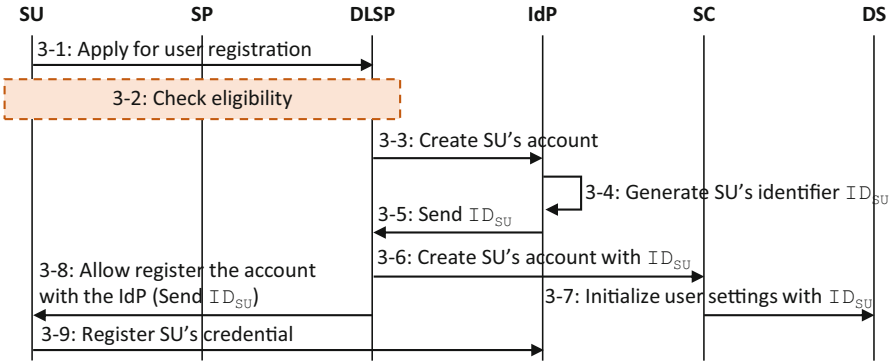 SU SP DLSP IdP SC DS
3-1: Apply for user registration
3-2: Check eligibility
3-3: Create SU's account
3-4: Generate SU's identifier ID_SU
3-5: Send ID_SU
3-6: Create SU's account with ID_SU
3-8: Allow register the account
with the IdP (Send ID_SU)
3-7: Initialize user settings with ID_SU
3-9: Register SU's credential